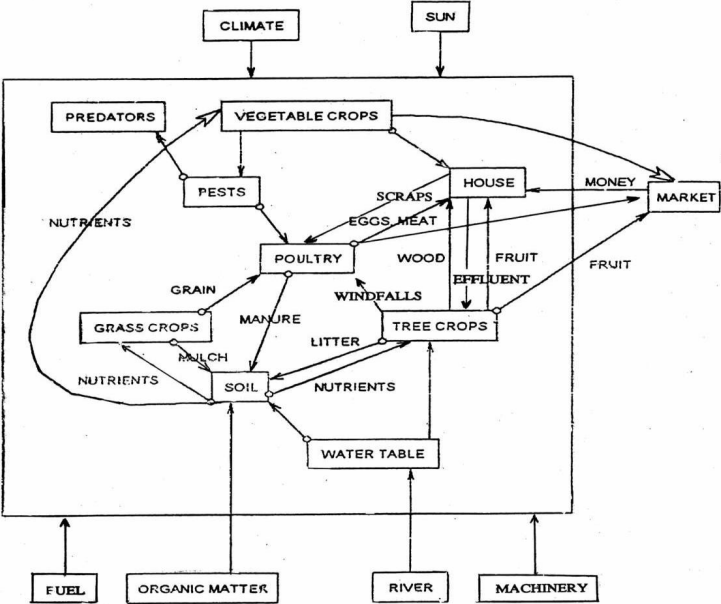 CLIMATE
SUN
PREDATORS
VEGETABLE CROPS
PESTS
HOUSE
MONEY
MARKET
SCRAPS
NUTRIENTS
EGGS, MEAT
POULTRY
WOOD
FRUIT
FRUIT
EFFLUENT
GRAIN
WINDFALLS
MANURE
GRASS CROPS
TREE CROPS
LITTER
MULCH
NUTRIENTS
SOIL
NUTRIENTS
WATER TABLE
FUEL
ORGANIC MATTER
RIVER
MACHINERY